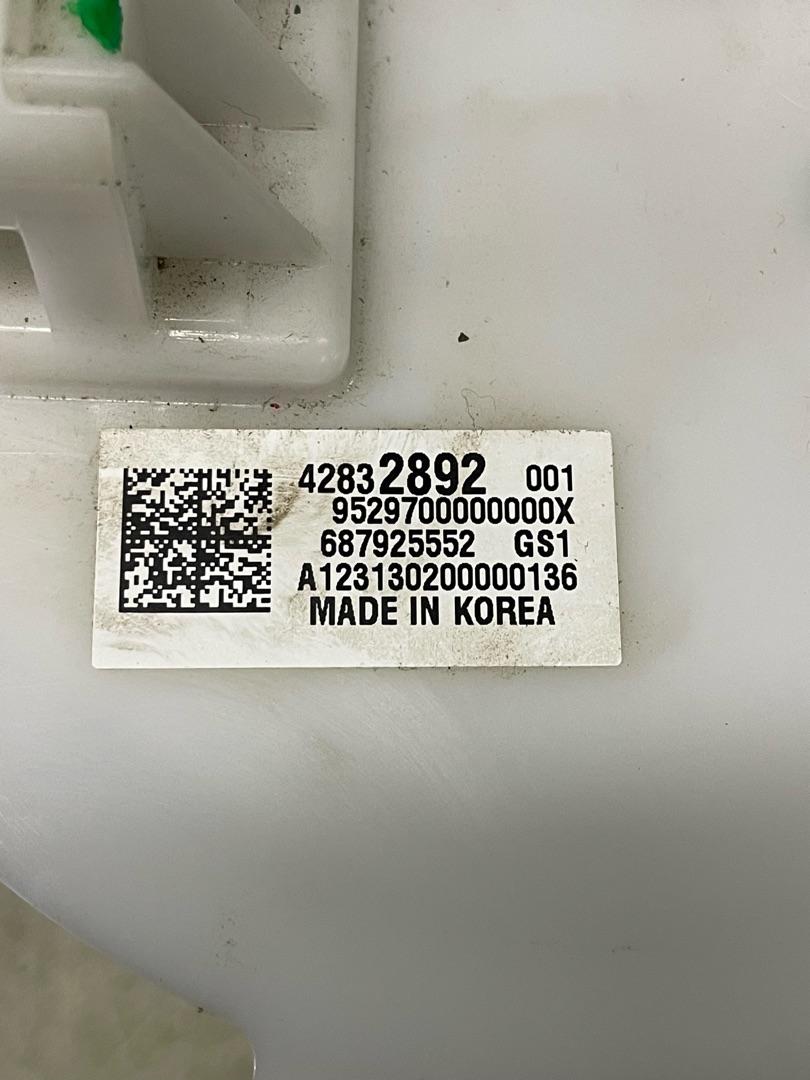 42832892 001
9529700000000X
687925552 GS1
A123130200000136
MADE IN KOREA